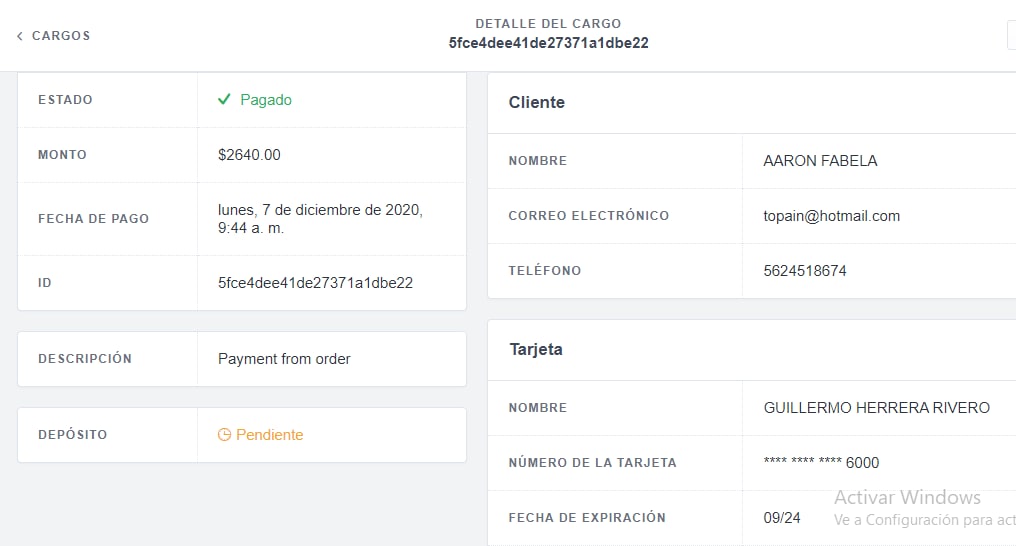 CARGOS
DETALLE DEL CARGO
5fce4dee41de27371a1dbe22
ESTADO
Pagado
MONTO
$2640.00
FECHA DE PAGO
lunes, 7 de diciembre de 2020,
9:44 a. m.
ID
5fce4dee41de27371a1dbe22
DESCRIPCIÓN
Payment from order
DEPÓSITO
Pendiente
Cliente
NOMBRE
AARON FABELA
CORREO ELECTRÓNICO
topain@hotmail.com
TELÉFONO
5624518674
Tarjeta
NOMBRE
GUILLERMO HERRERA RIVERO
NÚMERO DE LA TARJETA
**** **** **** 6000
FECHA DE EXPIRACIÓN
09/24
Activar Windows
Ve a Configuración para act